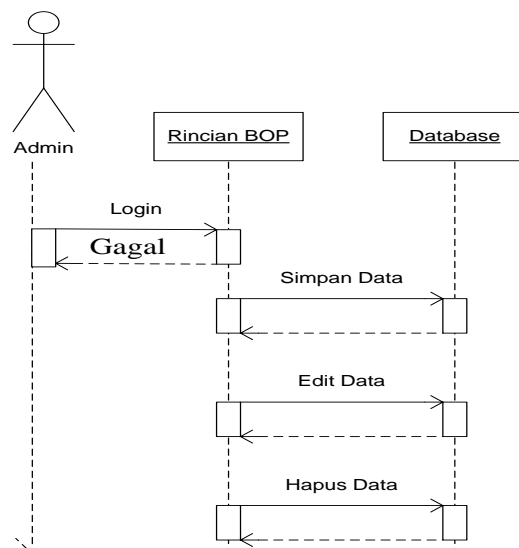 Admin
Rincian BOP
Database
Login
Gagal
Simpan Data
Edit Data
Hapus Data